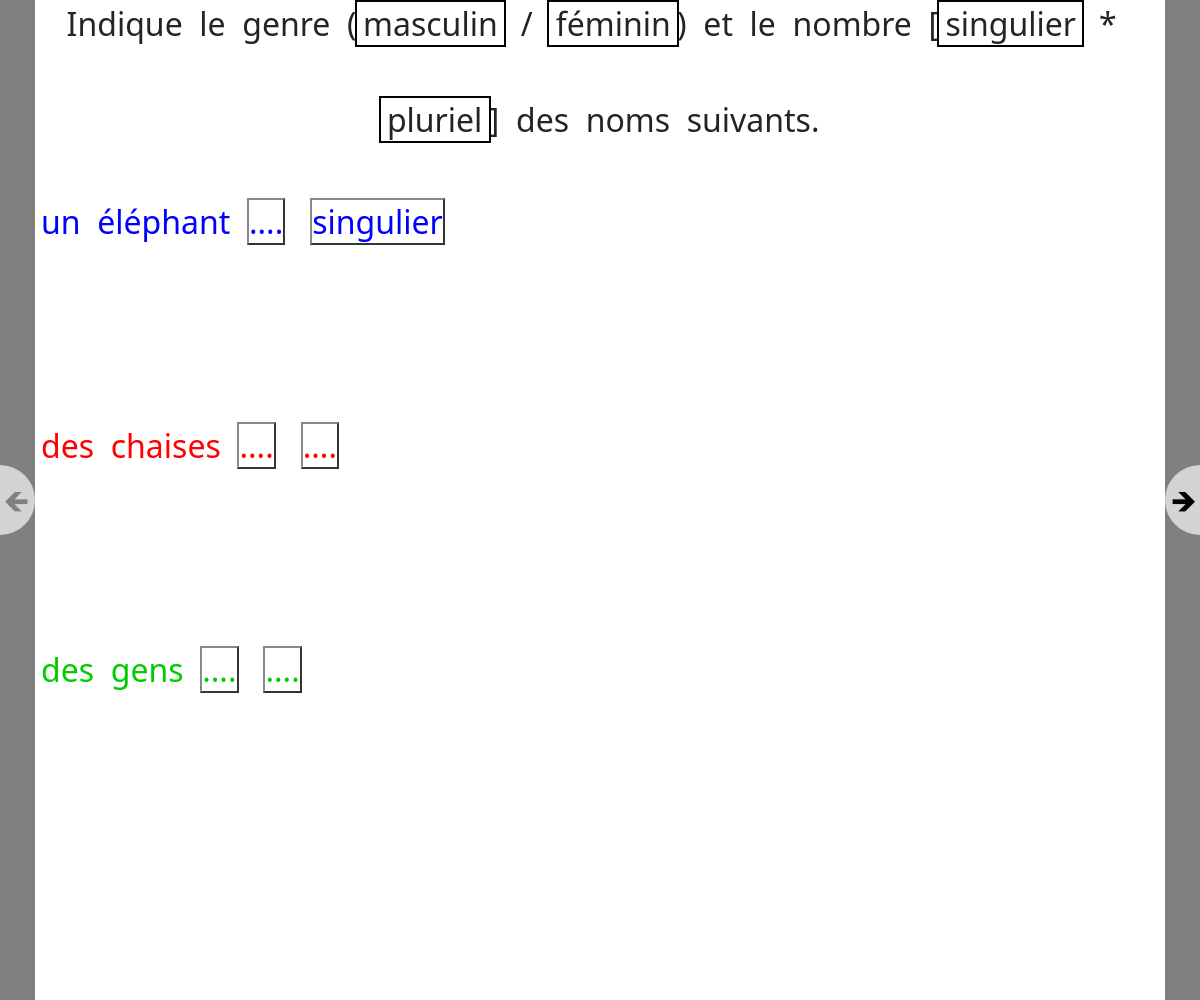 Indique le genre (masculin / féminin) et le nombre [singulier *
pluriel] des noms suivants.
un éléphant .... singulier
des chaises .... ....
des gens .... ....